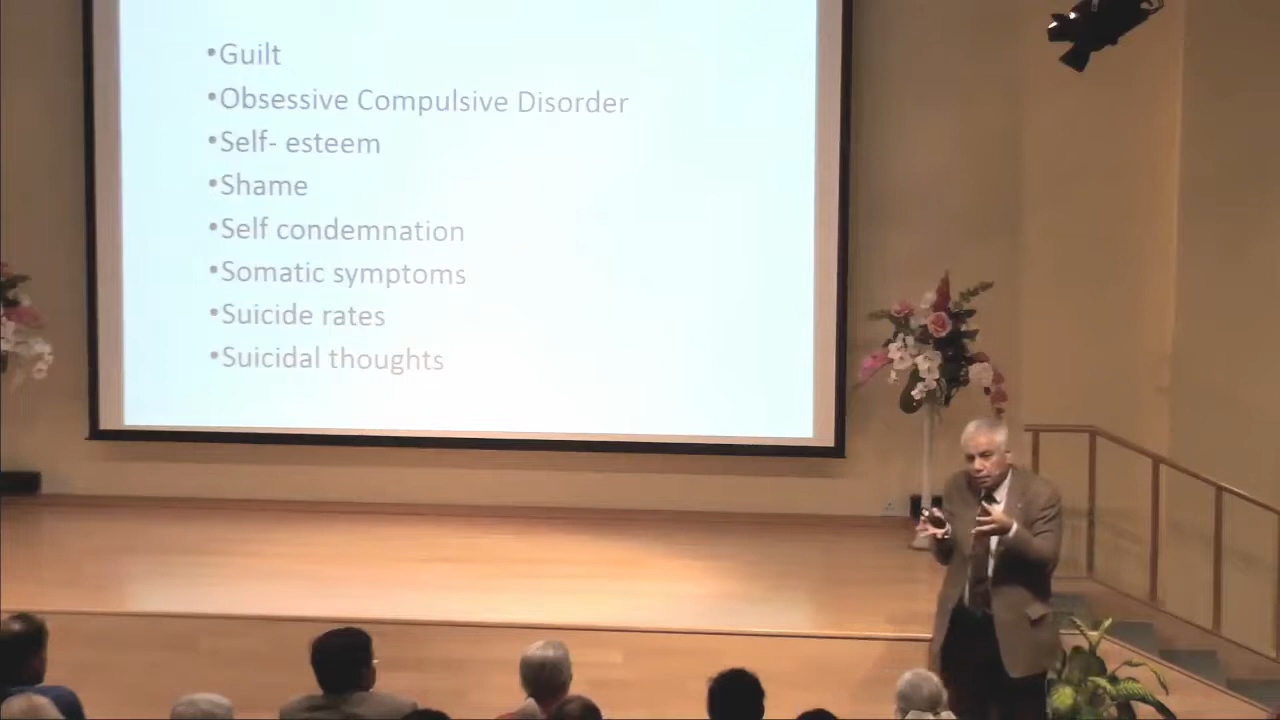 •Guilt
•Obsessive Compulsive Disorder
•Self- esteem
•Shame
•Self condemnation
•Somatic symptoms
•Suicide rates
•Suicidal thoughts